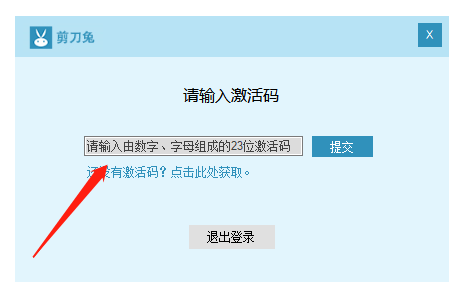 剪刀兔
X
请输入激活码
请输入由数字、字母组成的23位激活码
提交
还没有激活码？点击此处获取。
退出登录